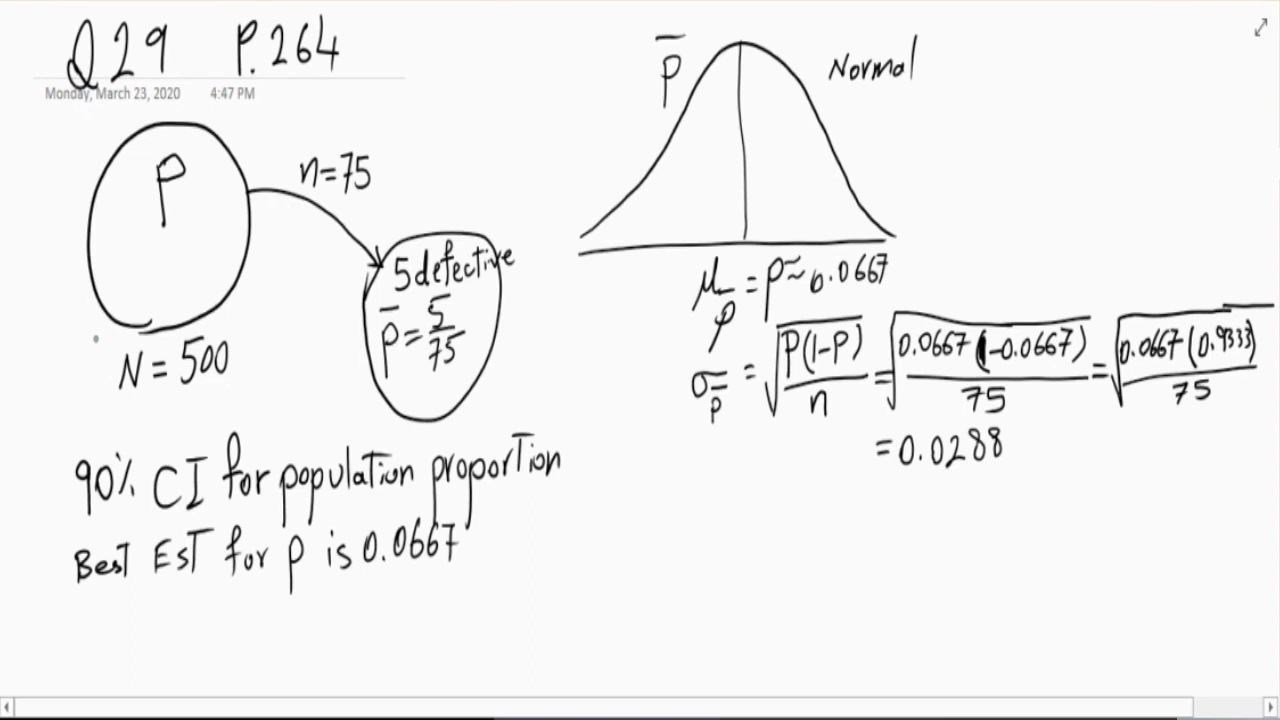 Q29 P.264
Monday, March 23, 2020 4:47 PM
P
n=75
5 defective
p̄ = 5/75
N = 500
90% CI for population proportion
Best Est for p is 0.0667
p̄
Normal
μp̄ = p ≈ 0.0667
σp̄ = √(P(1-P)/n) = √(0.0667(1-0.0667)/75) = √(0.0667(0.9333)/75)
= 0.0288